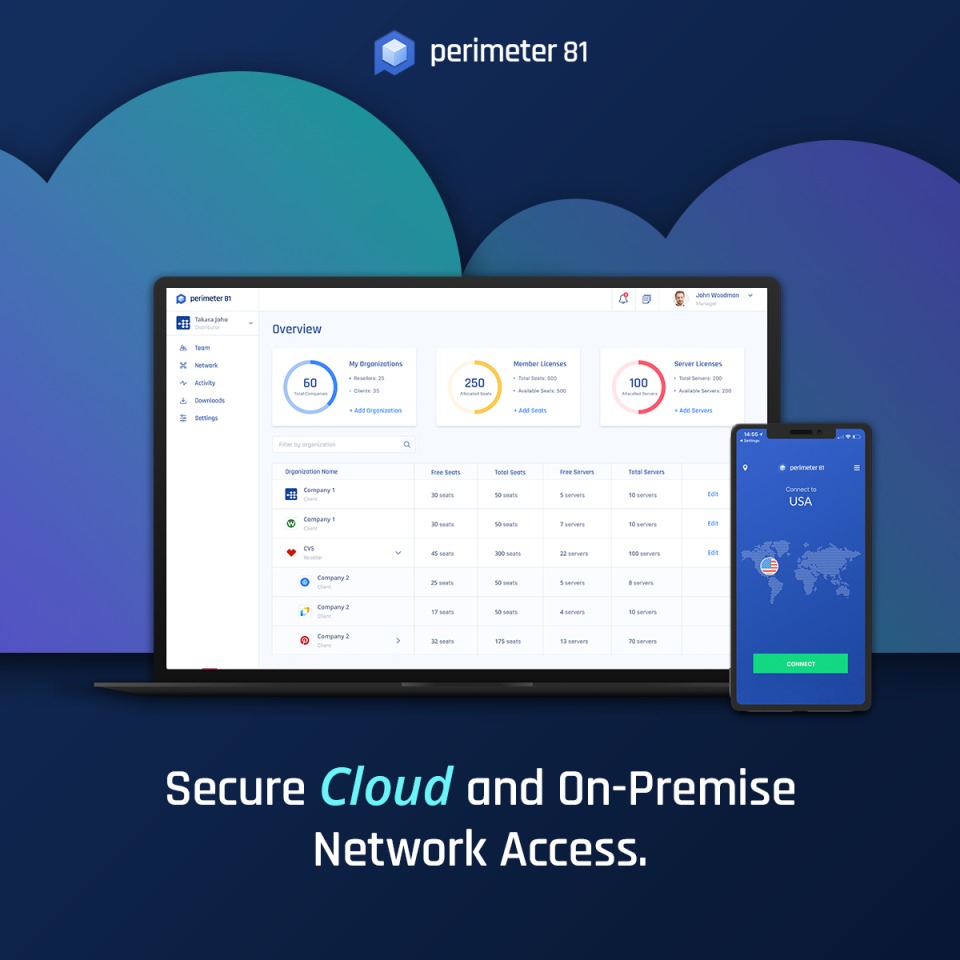 perimeter 81
perimeter 81
John Woodman
Manager
Takara Joho
Distributor
Overview
Team
Network
Activity
Downloads
Settings
60
Total Companies
My Organizations
• Resellers: 25
• Clients: 35
+ Add Organization
250
Allocated Seats
Member Licenses
• Total Seats: 500
• Available Seats: 500
+ Add Seats
100
Allocated Servers
Server Licenses
• Total Servers: 200
• Available Servers: 200
+ Add Servers
Filter by organization
Organization Name Free Seats Total Seats Free Servers Total Servers
Company 1 30 seats 50 seats 5 servers 10 servers Edit
Client
Company 1 30 seats 50 seats 7 servers 10 servers Edit
Client
CVS 45 seats 300 seats 22 servers 100 servers Edit
Reseller
Company 2 25 seats 50 seats 5 servers 8 servers
Client
Company 2 17 seats 50 seats 4 servers 10 servers
Client
Company 2 32 seats 175 seats 13 servers 70 servers
Client
14:55
Settings
perimeter 81
Connect to
USA
CONNECT
Secure Cloud and On-Premise
Network Access.